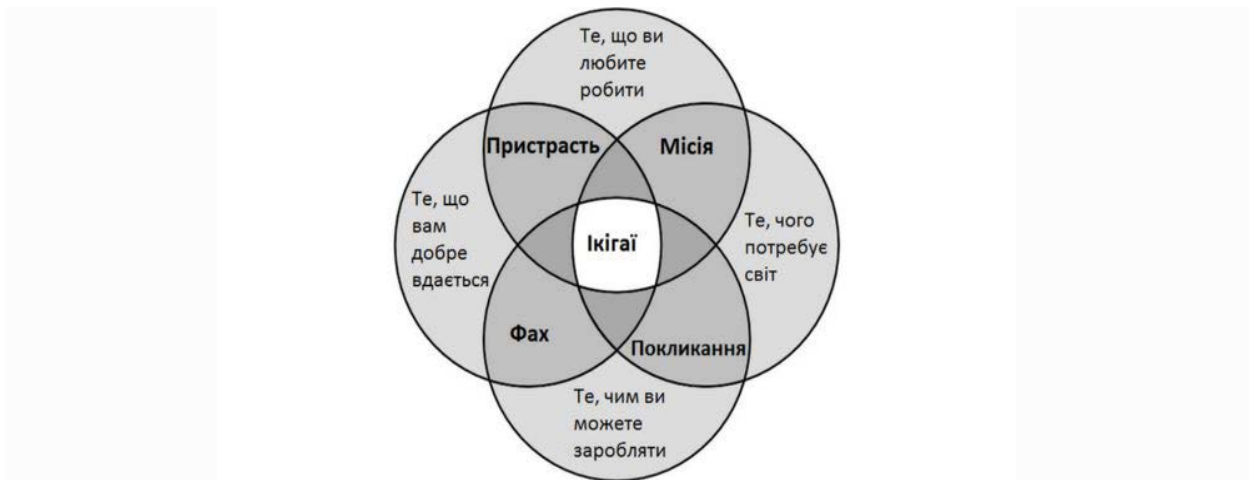 Те, що ви
любите
робити
Пристрасть
Місія
Те, що
вам
добре
вдається
Ікігаї
Те, чого
потребує
світ
Фах
Покликання
Те, чим ви
можете
заробляти